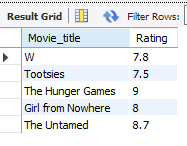 Result Grid Filter Rows:
Movie_title Rating
W 7.8
Tootsies 7.5
The Hunger Games 9
Girl from Nowhere 8
The Untamed 8.7